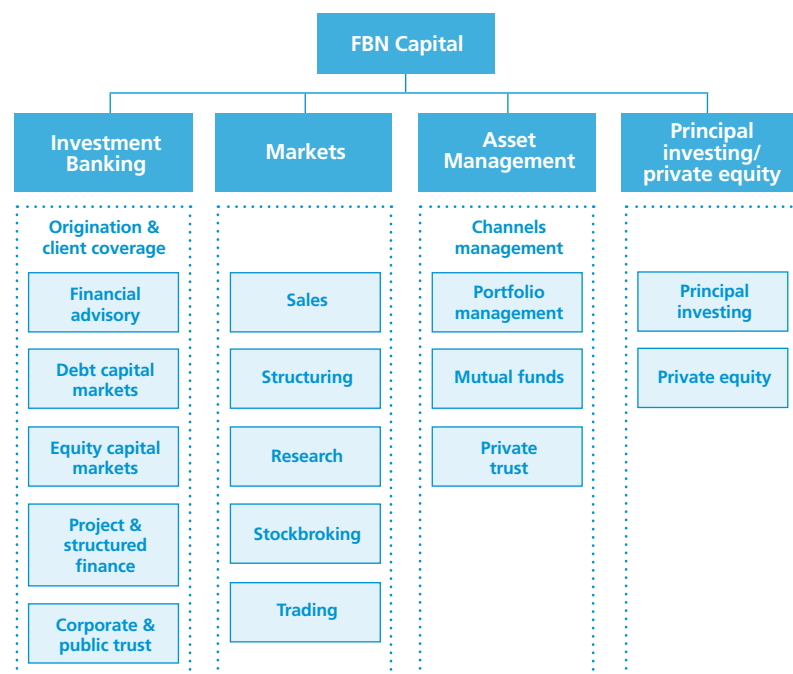 FBN Capital
Investment
Banking
Markets
Asset
Management
Principal
investing/
private equity
Origination &
client coverage
Financial
advisory
Debt capital
markets
Equity capital
markets
Project &
structured
finance
Corporate &
public trust
Sales
Structuring
Research
Stockbroking
Trading
Channels
management
Portfolio
management
Mutual funds
Private
trust
Principal
investing
Private equity